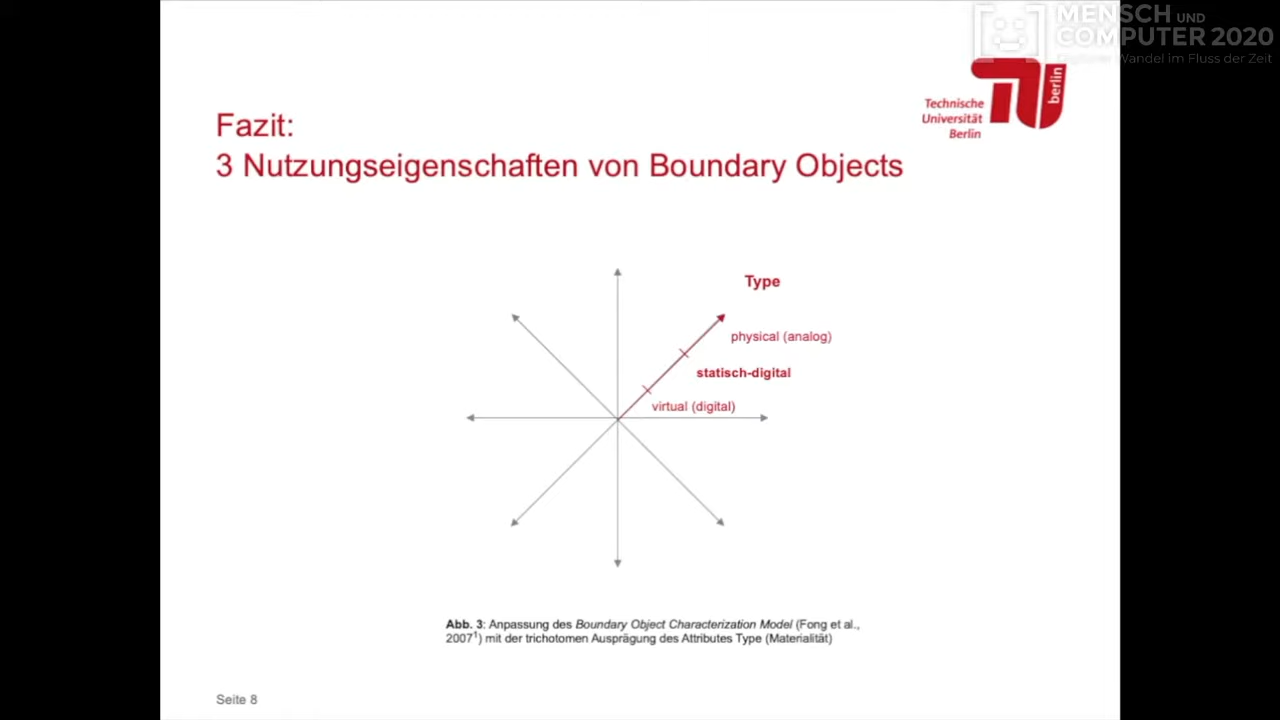 MENSCH UND
COMPUTER 2020
Digitaler Wandel im Fluss der Zeit
Technische
Universität
Berlin
berlin
Fazit:
3 Nutzungseigenschaften von Boundary Objects
Type
physical (analog)
statisch-digital
virtual (digital)
Abb. 3: Anpassung des Boundary Object Characterization Model (Fong et al.,
2007¹) mit der trichotomen Ausprägung des Attributes Type (Materialität)
Seite 8